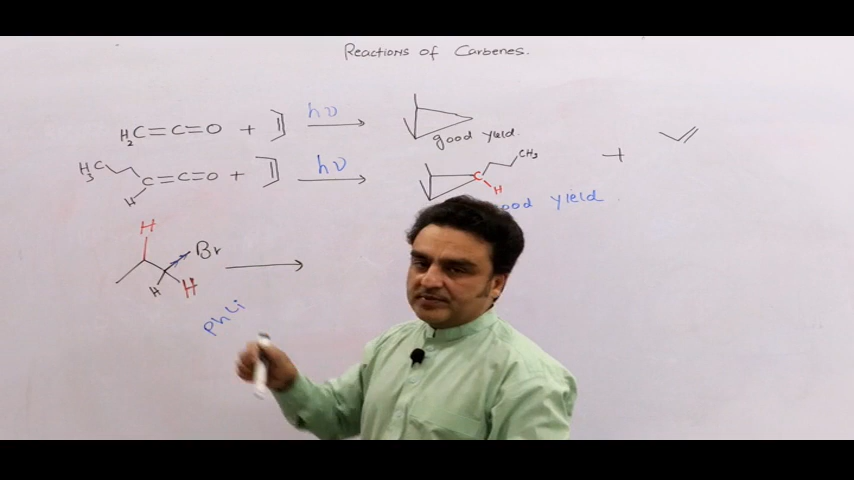 Reactions of Carbenes.
H2C=C=O + hν
good yield.
H3C C=C=O + hν CH3 +
H C
H
good yield
H
Br
H H
phLi